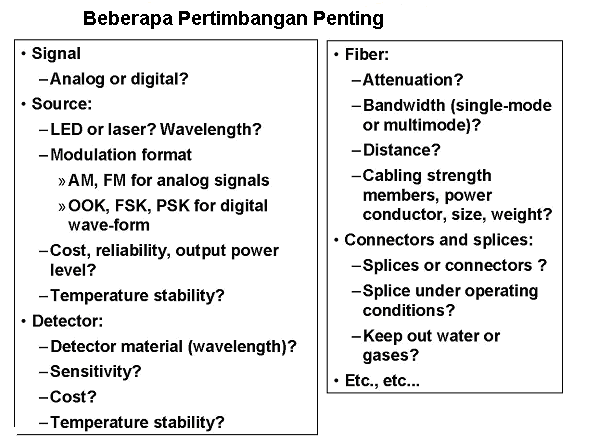 Beberapa Pertimbangan Penting
• Signal
–Analog or digital?
• Source:
–LED or laser? Wavelength?
–Modulation format
»AM, FM for analog signals
»OOK, FSK, PSK for digital
wave-form
–Cost, reliability, output power
level?
–Temperature stability?
• Detector:
–Detector material (wavelength)?
–Sensitivity?
–Cost?
–Temperature stability?
• Fiber:
–Attenuation?
–Bandwidth (single-mode
or multimode)?
–Distance?
–Cabling strength
members, power
conductor, size, weight?
• Connectors and splices:
–Splices or connectors ?
–Splice under operating
conditions?
–Keep out water or
gases?
• Etc., etc...